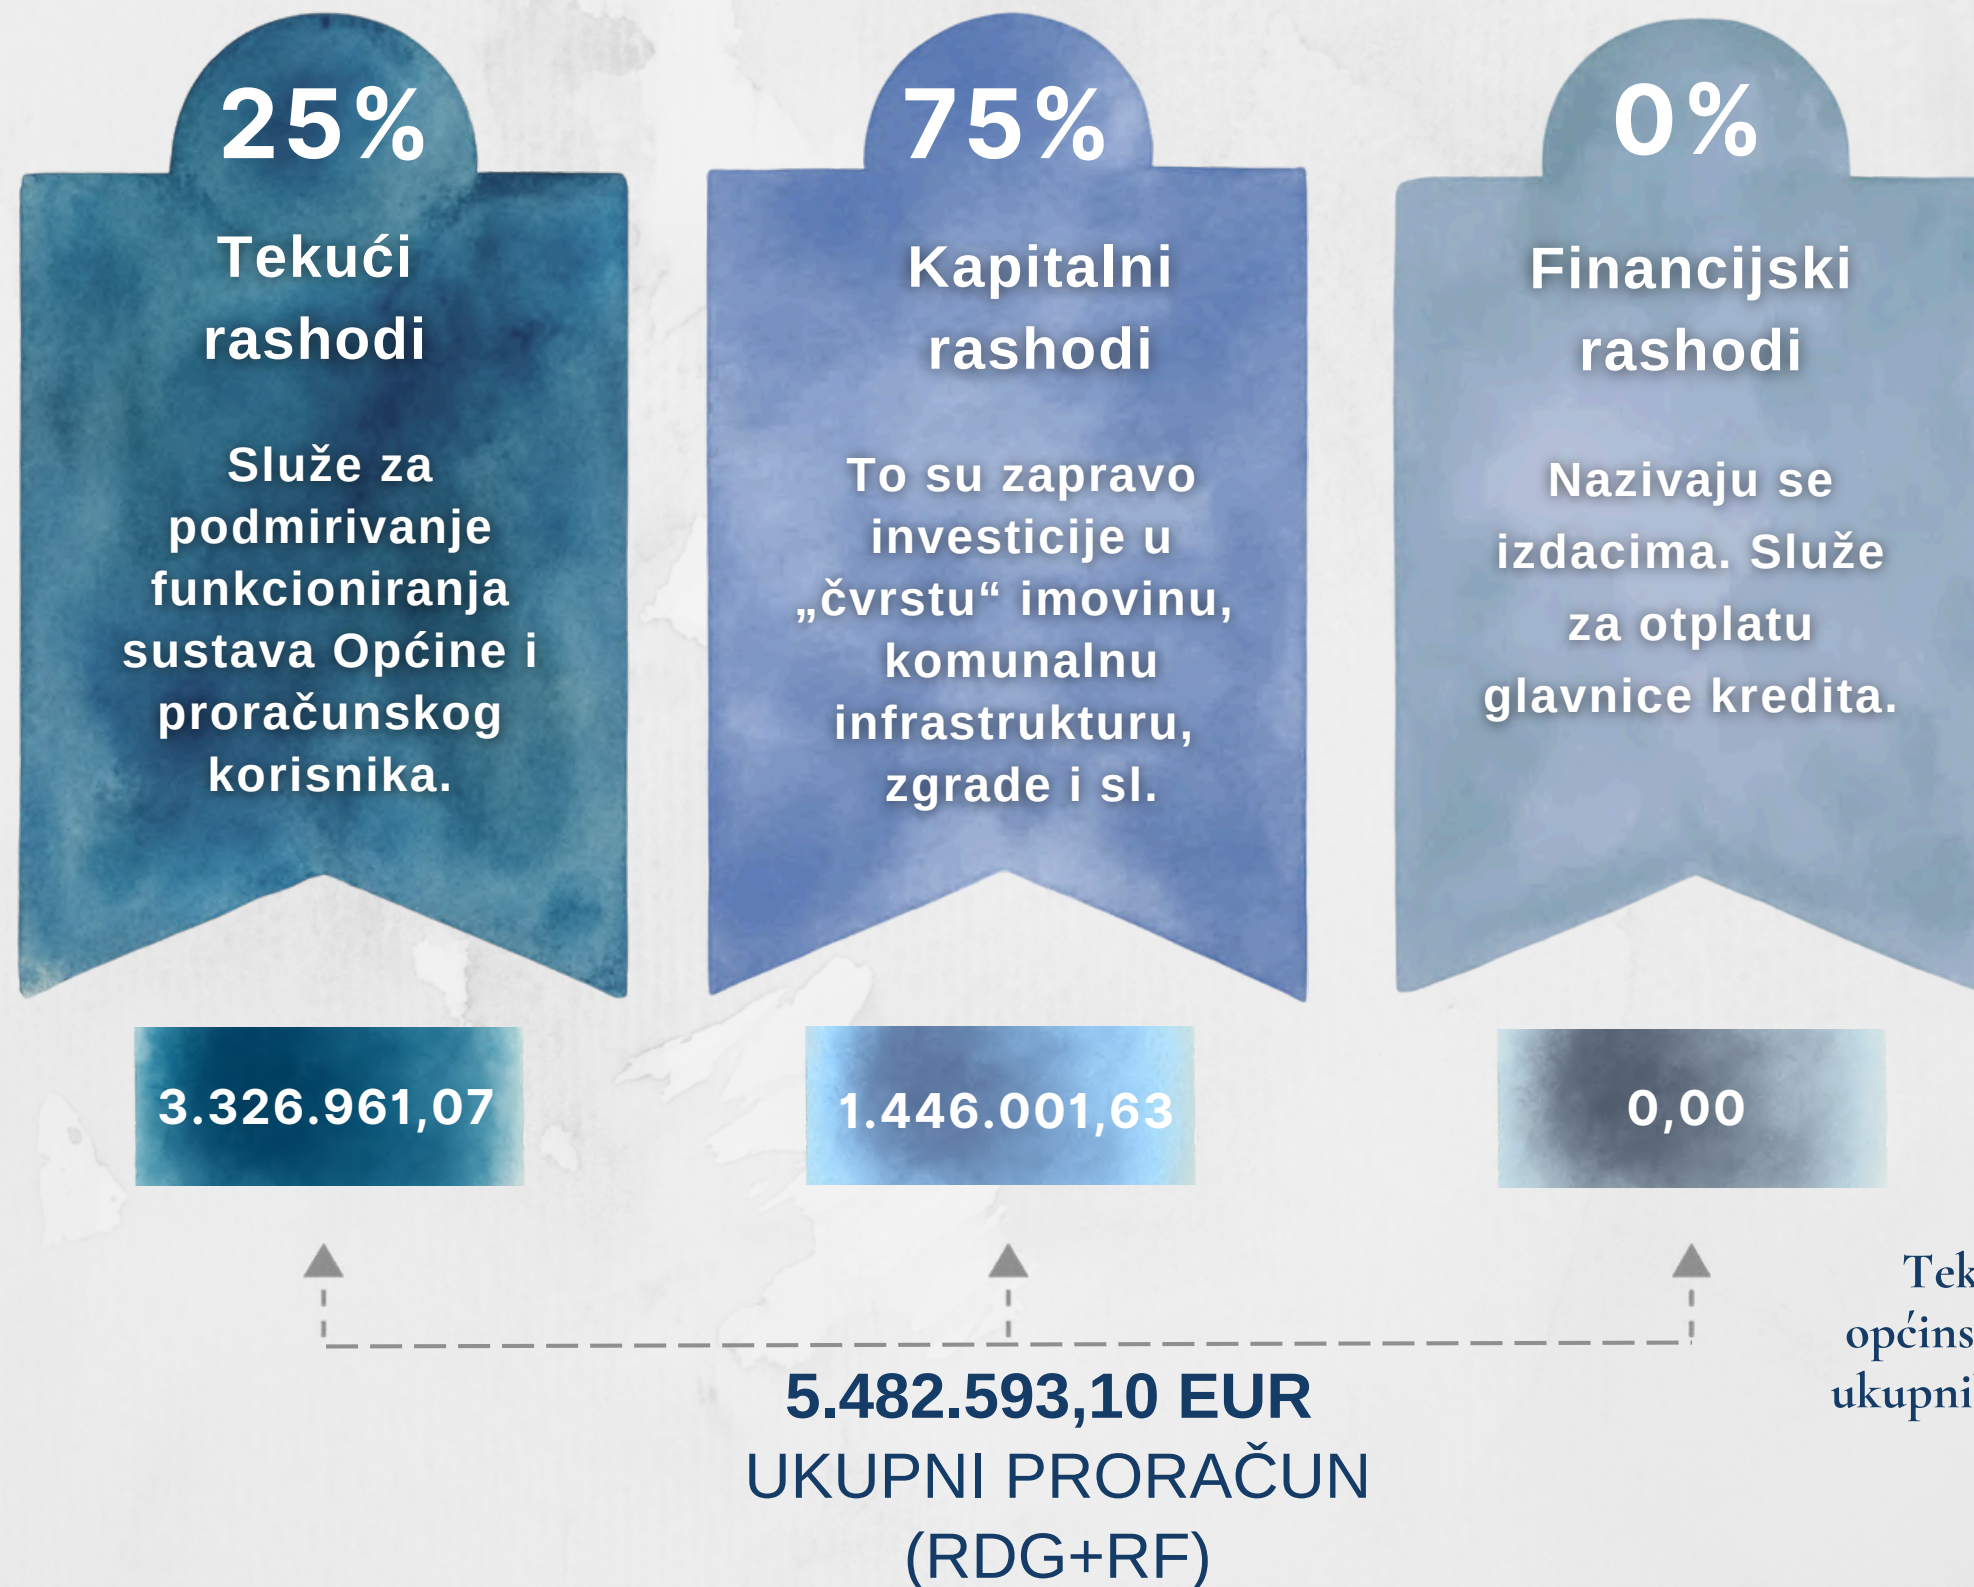 25%
Tekući
rashodi
Služe za
podmirivanje
funkcioniranja
sustava Općine i
proračunskog
korisnika.
3.326.961,07
75%
Kapitalni
rashodi
To su zapravo
investicije u
„čvrstu“ imovinu,
komunalnu
infrastrukturu,
zgrade i sl.
1.446.001,63
0%
Financijski
rashodi
Nazivaju se
izdacima. Služe
za otplatu
glavnice kredita.
0,00
5.482.593,10 EUR
UKUPNI PRORAČUN
(RDG+RF)